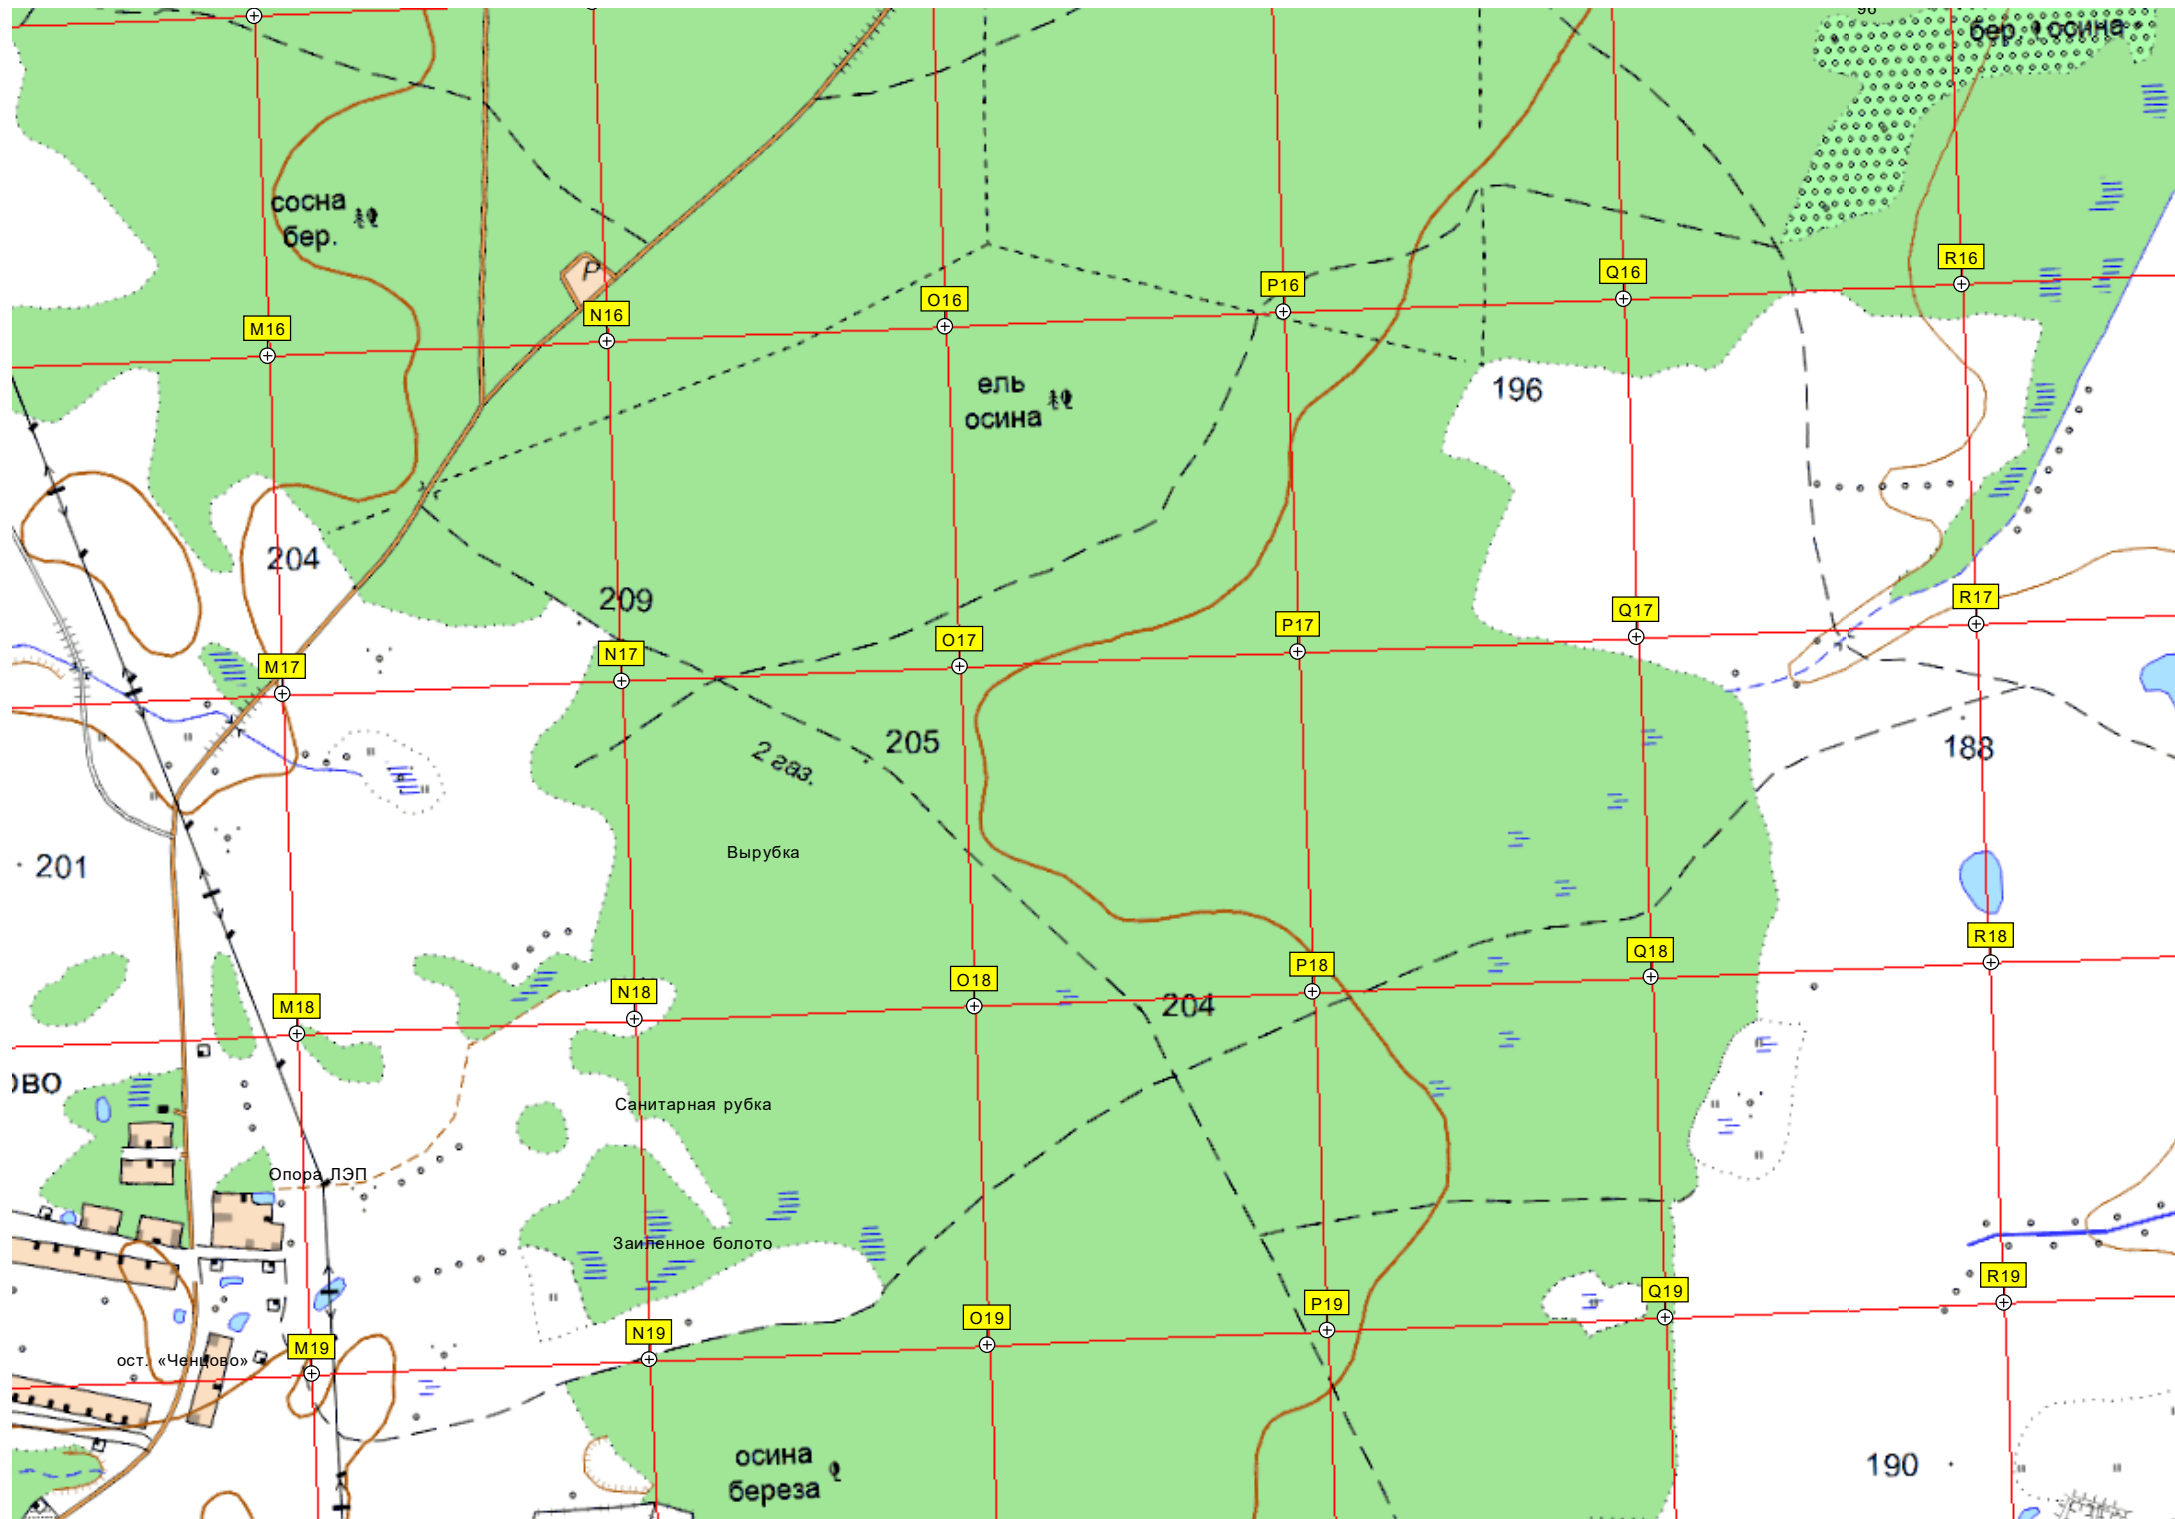 96
бер. осина
сосна
бер.
P
R16
Q16
P16
O16
N16
M16
ель
осина
196
204
209
R17
Q17
P17
O17
N17
M17
205
188
2 газ.
Вырубка
201
R18
Q18
P18
O18
N18
M18
204
ОВО
Санитарная рубка
Опора ЛЭП
Заиленное болото
R19
Q19
P19
O19
N19
M19
ост. «Ченцово»
осина
береза
190